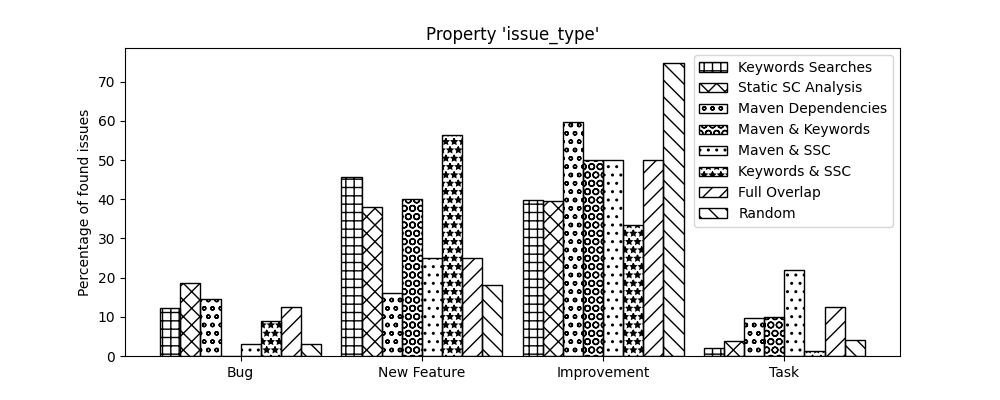 Property 'issue_type'
Percentage of found issues
70
60
50
40
30
20
10
0
Bug
New Feature
Improvement
Task
Keywords Searches
Static SC Analysis
Maven Dependencies
Maven & Keywords
Maven & SSC
Keywords & SSC
Full Overlap
Random